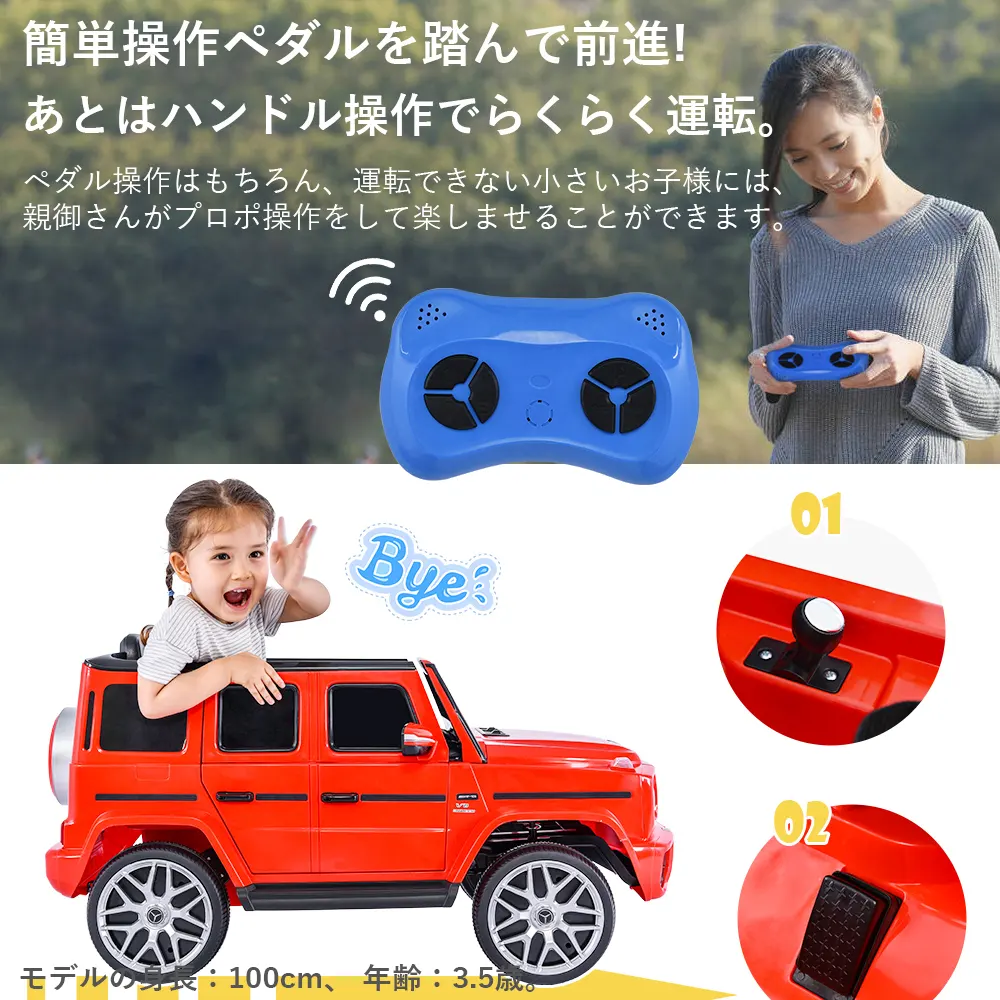 簡単操作ペダルを踏んで前進!
あとはハンドル操作でらくらく運転。
ペダル操作はもちろん、運転できない小さいお子様には、
親御さんがプロポ操作をして楽しませることができます。
Bye!
01
V8
02
モデルの身長：100cm、 年齢：3.5歳。